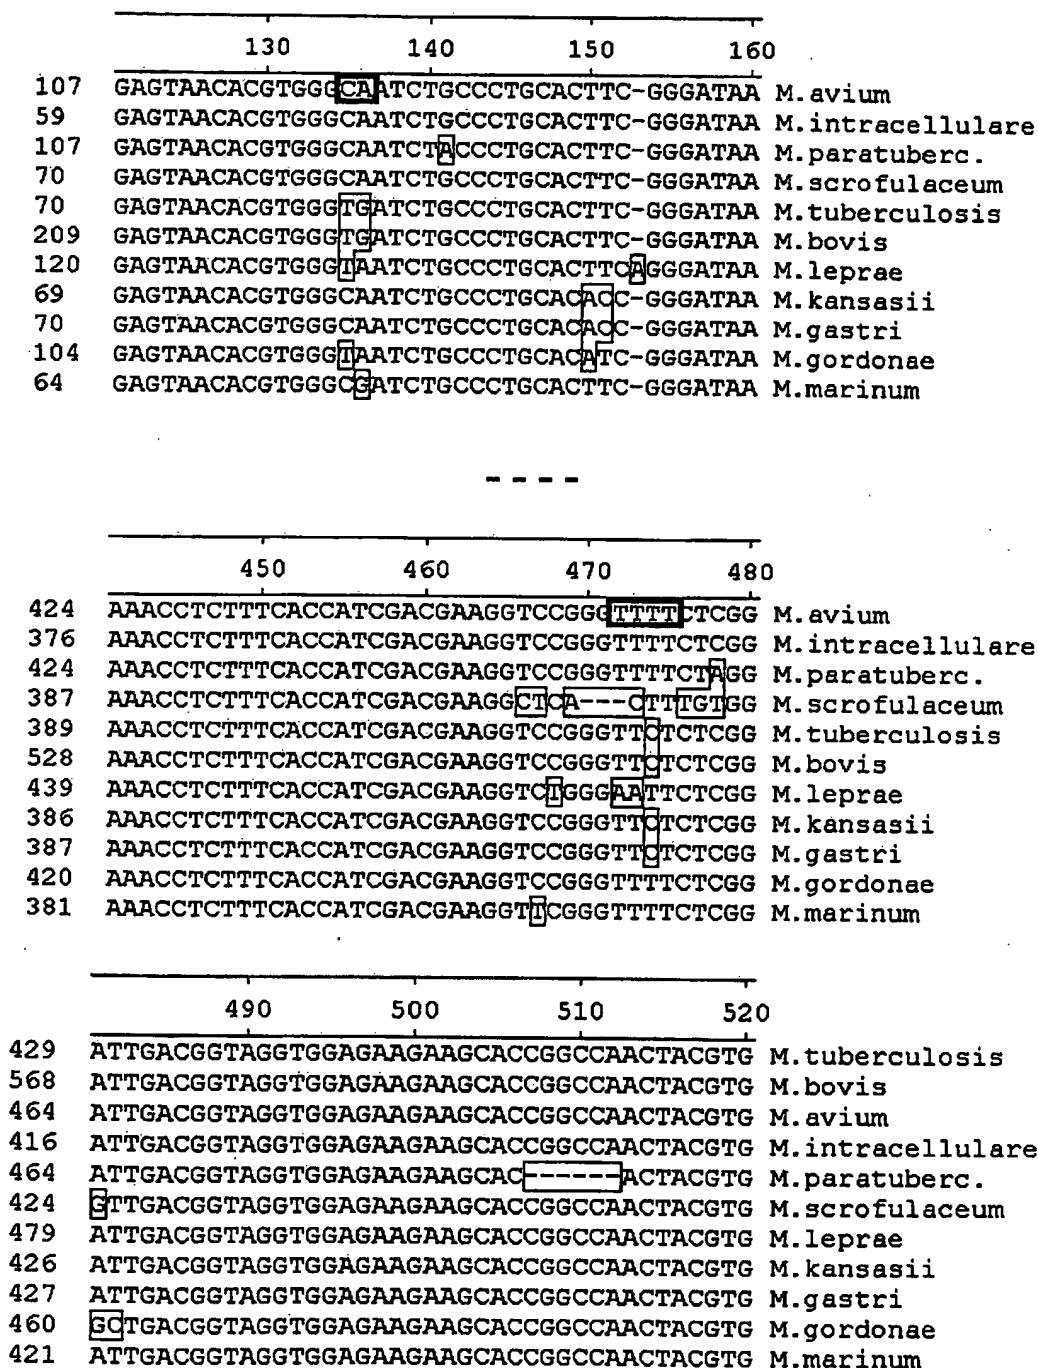 130 140 150 160
107 GAGTAACACGTGGGCAATCTGCCCTGCACTTC-GGGATAA M.avium
59 GAGTAACACGTGGGCAATCTGCCCTGCACTTC-GGGATAA M.intracellulare
107 GAGTAACACGTGGGCAATCTACCCTGCACTTC-GGGATAA M.paratuberc.
70 GAGTAACACGTGGGCAATCTGCCCTGCACTTC-GGGATAA M.scrofulaceum
70 GAGTAACACGTGGGTGATCTGCCCTGCACTTC-GGGATAA M.tuberculosis
209 GAGTAACACGTGGGTGATCTGCCCTGCACTTC-GGGATAA M.bovis
120 GAGTAACACGTGGGTAATCTGCCCTGCACTTCAGGGATAA M.leprae
69 GAGTAACACGTGGGCAATCTGCCCTGCACACC-GGGATAA M.kansasii
70 GAGTAACACGTGGGCAATCTGCCCTGCACACC-GGGATAA M.gastri
104 GAGTAACACGTGGGTAATCTGCCCTGCACATC-GGGATAA M.gordonae
64 GAGTAACACGTGGGCGATCTGCCCTGCACTTC-GGGATAA M.marinum
- - - -
450 460 470 480
424 AAACCTCTTTCACCATCGACGAAGGTCCGGGTTTTCTCGG M.avium
376 AAACCTCTTTCACCATCGACGAAGGTCCGGGTTTTCTCGG M.intracellulare
424 AAACCTCTTTCACCATCGACGAAGGTCCGGGTTTTCTAGG M.paratuberc.
387 AAACCTCTTTCACCATCGACGAAGGCTCA---CTTTGTGG M.scrofulaceum
389 AAACCTCTTTCACCATCGACGAAGGTCCGGGTTCTCTCGG M.tuberculosis
528 AAACCTCTTTCACCATCGACGAAGGTCCGGGTTCTCTCGG M.bovis
439 AAACCTCTTTCACCATCGACGAAGGTCTGGGAATTCTCGG M.leprae
386 AAACCTCTTTCACCATCGACGAAGGTCCGGGTTCTCTCGG M.kansasii
387 AAACCTCTTTCACCATCGACGAAGGTCCGGGTTCTCTCGG M.gastri
420 AAACCTCTTTCACCATCGACGAAGGTCCGGGTTTTCTCGG M.gordonae
381 AAACCTCTTTCACCATCGACGAAGGTTCGGGTTTTCTCGG M.marinum
490 500 510 520
429 ATTGACGGTAGGTGGAGAAGAAGCACCGGCCAACTACGTG M.tuberculosis
568 ATTGACGGTAGGTGGAGAAGAAGCACCGGCCAACTACGTG M.bovis
464 ATTGACGGTAGGTGGAGAAGAAGCACCGGCCAACTACGTG M.avium
416 ATTGACGGTAGGTGGAGAAGAAGCACCGGCCAACTACGTG M.intracellulare
464 ATTGACGGTAGGTGGAGAAGAAGCAC------ACTACGTG M.paratuberc.
424 GTTGACGGTAGGTGGAGAAGAAGCACCGGCCAACTACGTG M.scrofulaceum
479 ATTGACGGTAGGTGGAGAAGAAGCACCGGCCAACTACGTG M.leprae
426 ATTGACGGTAGGTGGAGAAGAAGCACCGGCCAACTACGTG M.kansasii
427 ATTGACGGTAGGTGGAGAAGAAGCACCGGCCAACTACGTG M.gastri
460 GCTGACGGTAGGTGGAGAAGAAGCACCGGCCAACTACGTG M.gordonae
421 ATTGACGGTAGGTGGAGAAGAAGCACCGGCCAACTACGTG M.marinum